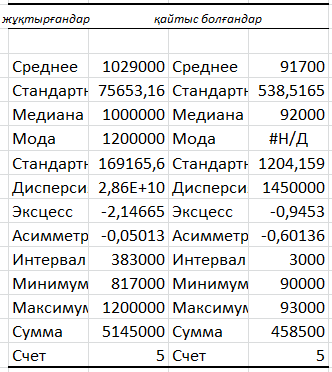 жұқтырғандар қайтыс болғандар
Среднее 1029000 Среднее 91700
Стандартн 75653,16 Стандартн 538,5165
Медиана 1000000 Медиана 92000
Мода 1200000 Мода #Н/Д
Стандартн 169165,6 Стандартн 1204,159
Дисперси 2,86E+10 Дисперси 1450000
Эксцесс -2,14665 Эксцесс -0,9453
Асимметр -0,05013 Асимметр -0,60136
Интервал 383000 Интервал 3000
Минимум 817000 Минимум 90000
Максимум 1200000 Максимум 93000
Сумма 5145000 Сумма 458500
Счет 5 Счет 5